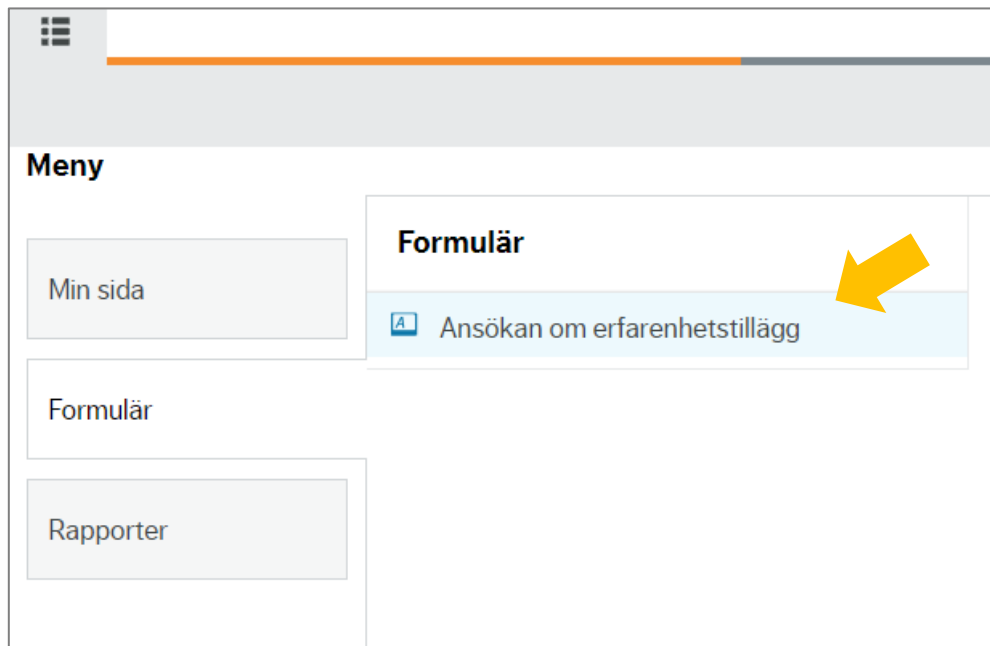 Meny
Min sida
Formulär
Rapporter
Formulär
Ansökan om erfarenhetstillägg